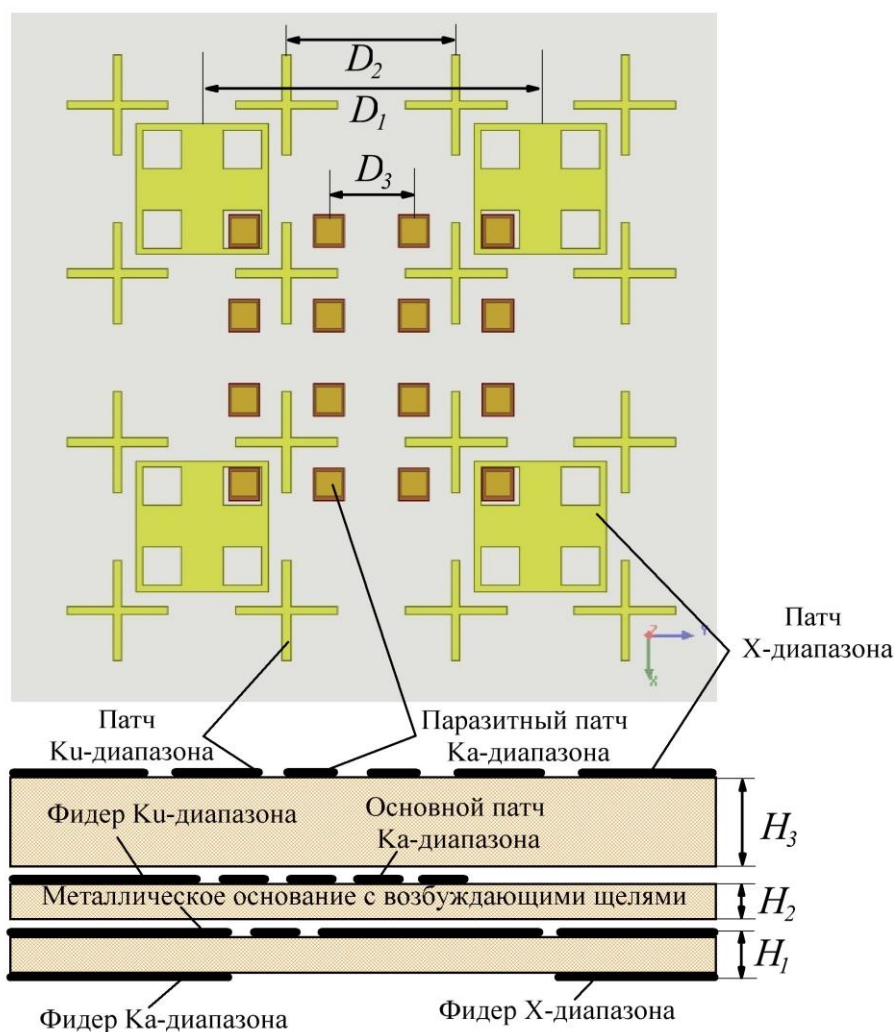 D₂
D₁
D₃
Z
Y
X
Патч
X-диапазона
Патч
Ku-диапазона
Паразитный патч
Ka-диапазона
Фидер Ku-диапазона
Основной патч
Ka-диапазона
H₃
Металлическое основание с возбуждающими щелями
H₂
H₁
Фидер Ka-диапазона
Фидер X-диапазона